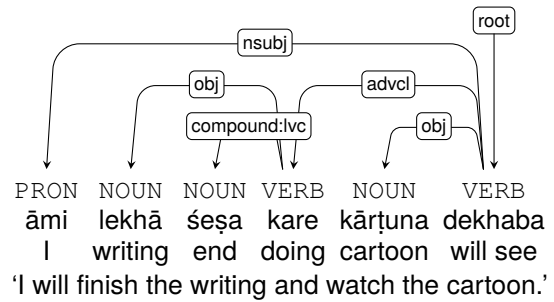 root
nsubj
obj advcl
compound:lvc obj
PRON NOUN NOUN VERB NOUN VERB
āmi lekhā śeṣa kare kārṭuna dekhaba
I writing end doing cartoon will see
‘I will finish the writing and watch the cartoon.’